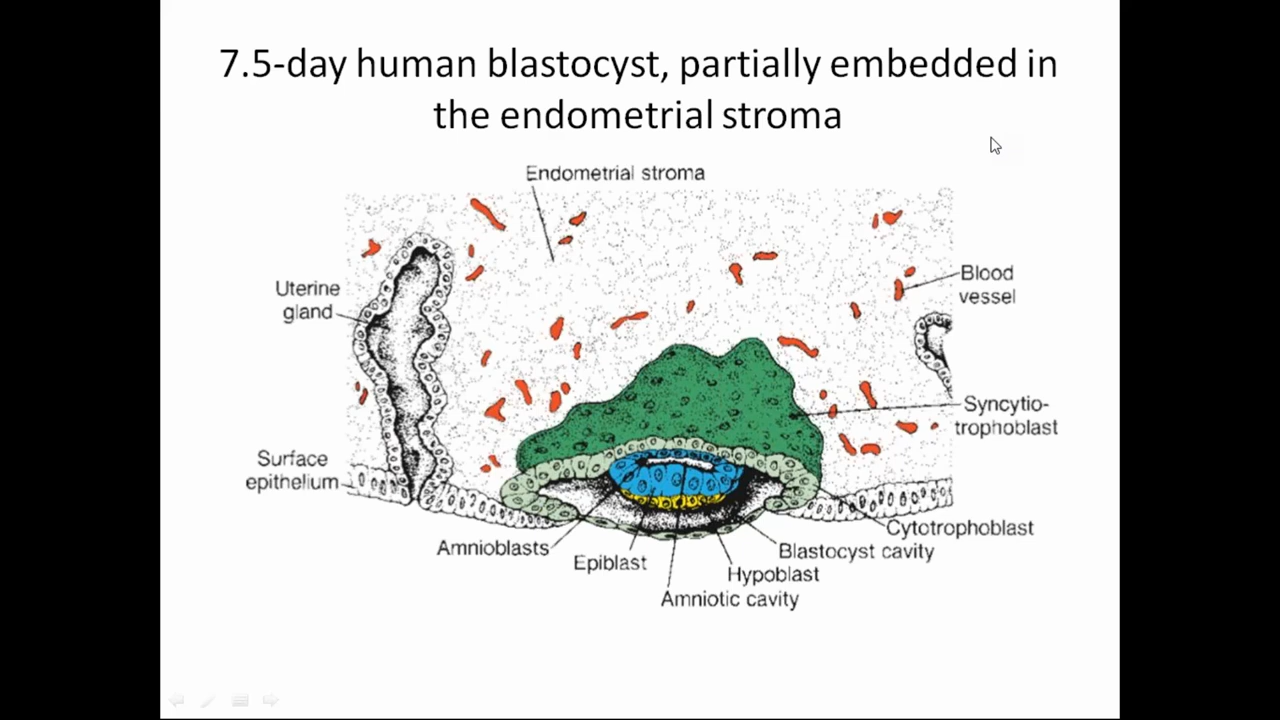 7.5-day human blastocyst, partially embedded in
the endometrial stroma
Endometrial stroma
Uterine
gland
Blood
vessel
Syncytio-
trophoblast
Surface
epithelium
Cytotrophoblast
Amnioblasts
Blastocyst cavity
Epiblast
Hypoblast
Amniotic cavity